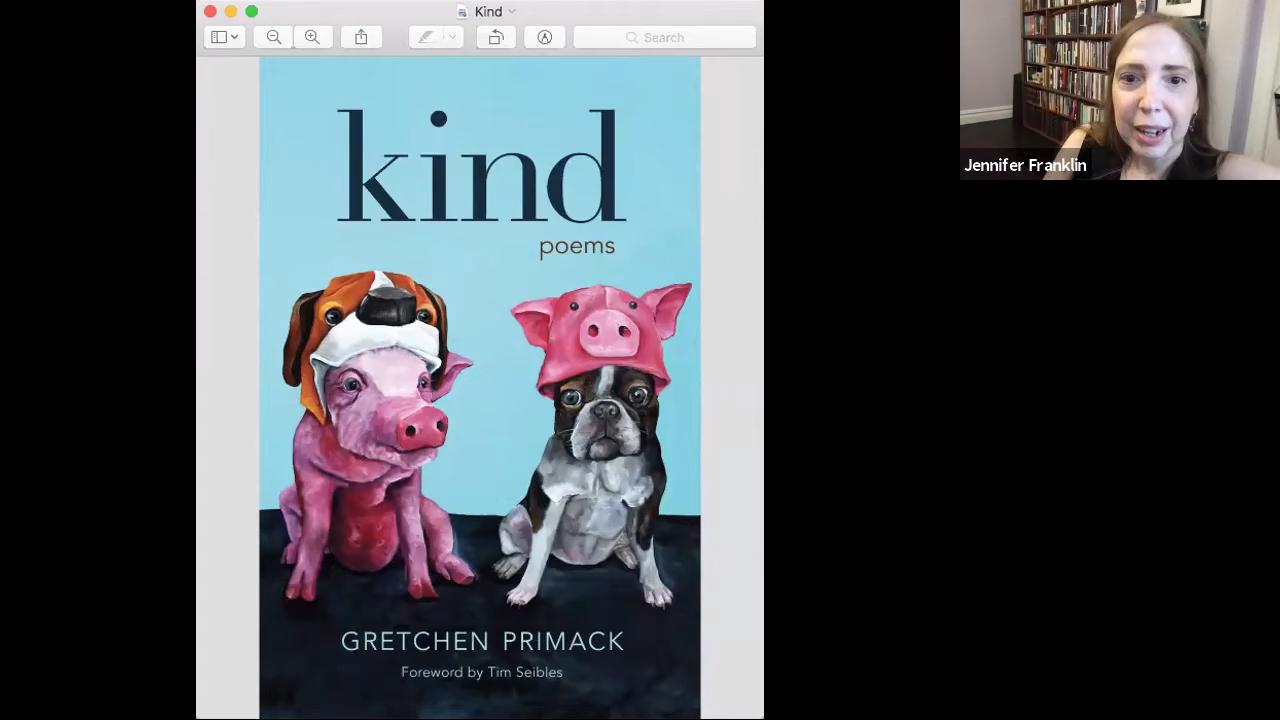 Kind
Search
kind
poems
GRETCHEN PRIMACK
Foreword by Tim Seibles
Jennifer Franklin